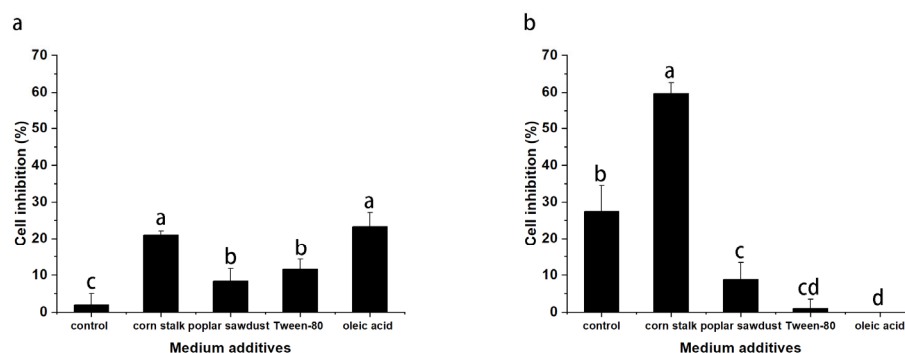 a
70
60
50
40
30
20
10
0
Cell inhibition (%)
c
a
b
b
a
control
corn stalk
poplar sawdust
Tween-80
oleic acid
Medium additives
b
70
60
50
40
30
20
10
0
Cell inhibition (%)
b
a
c
cd
d
control
corn stalk
poplar sawdust
Tween-80
oleic acid
Medium additives